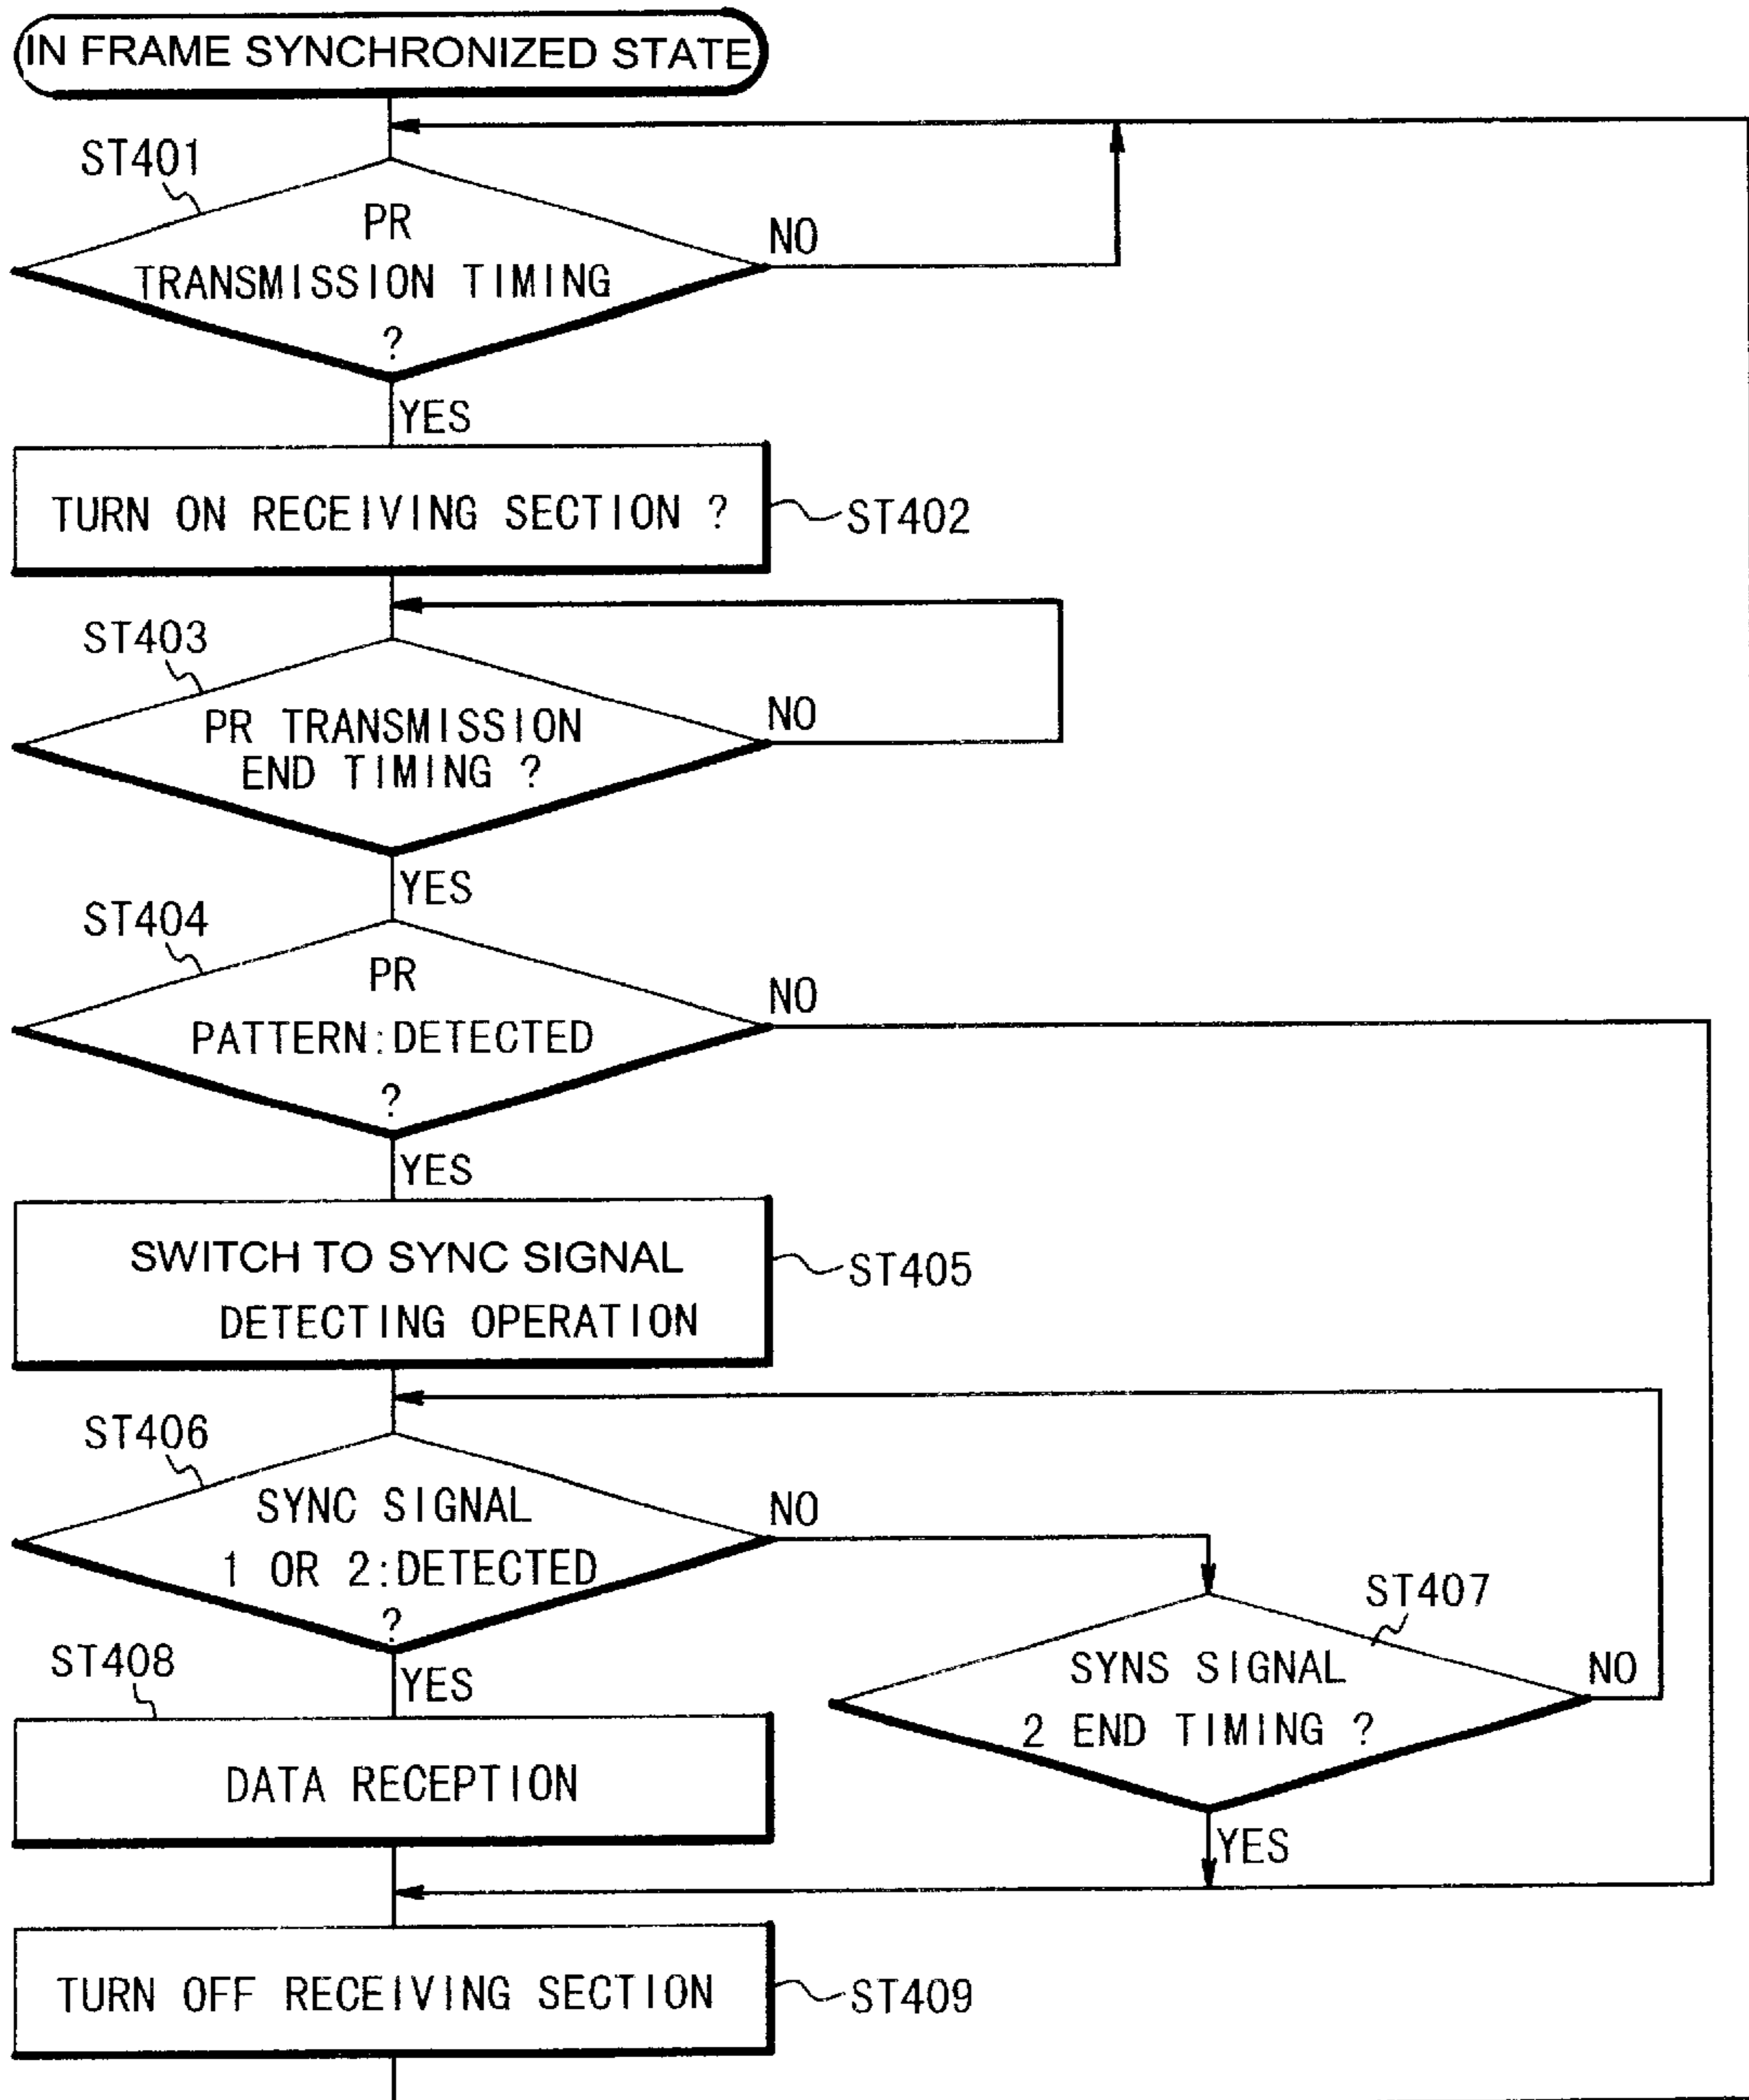 IN FRAME SYNCHRONIZED STATE
ST401
PR
TRANSMISSION TIMING
?
NO
YES
TURN ON RECEIVING SECTION ?
ST402
ST403
PR TRANSMISSION
END TIMING ?
NO
YES
ST404
PR
PATTERN:DETECTED
?
NO
YES
SWITCH TO SYNC SIGNAL
DETECTING OPERATION
ST405
ST406
SYNC SIGNAL
1 OR 2:DETECTED
?
NO
YES
ST407
SYNS SIGNAL
2 END TIMING ?
NO
YES
ST408
DATA RECEPTION
TURN OFF RECEIVING SECTION
ST409